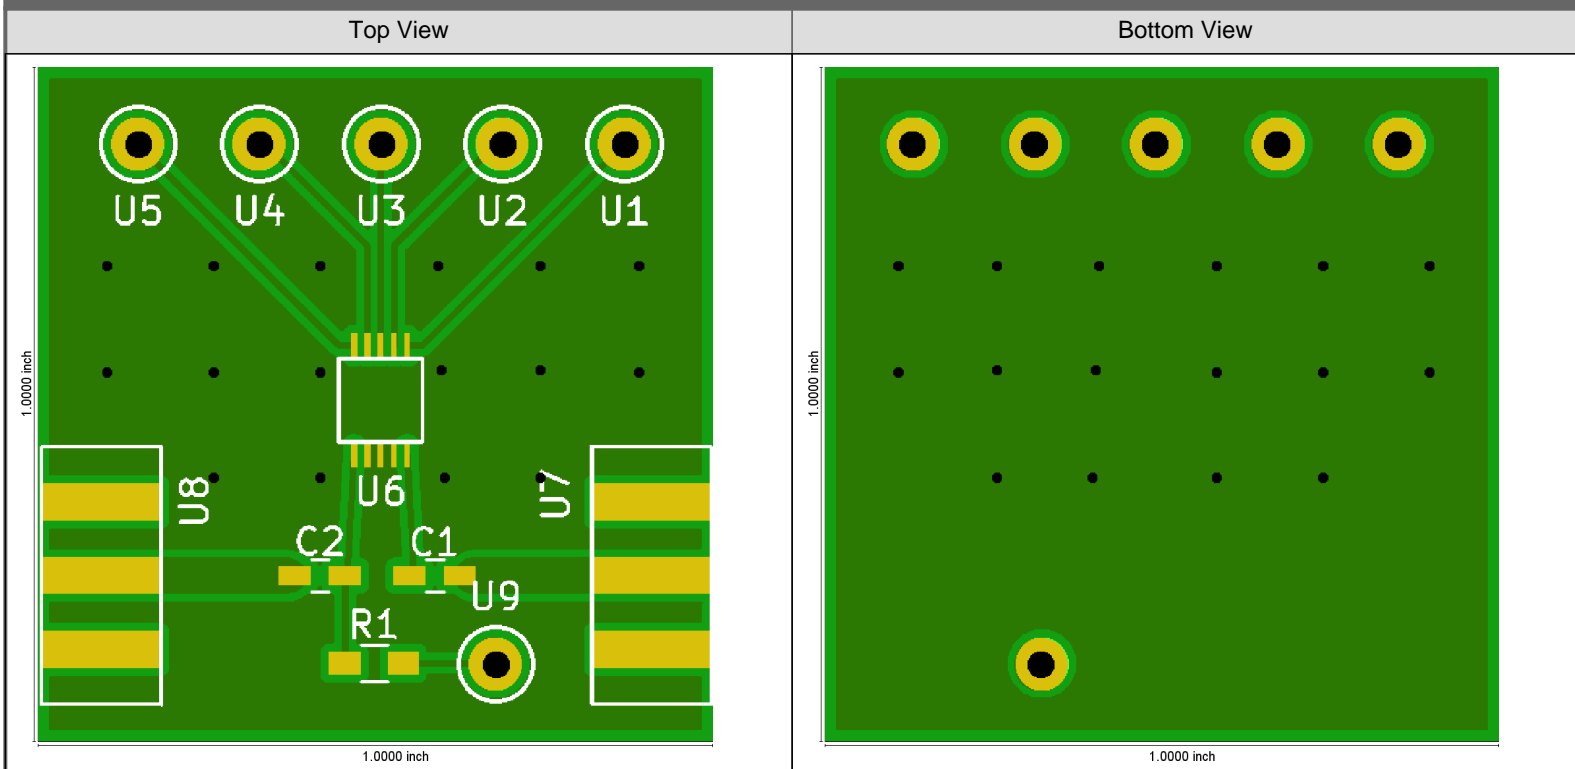 Top View
Bottom View
U5 U4 U3 U2 U1
1.0000 inch
1.0000 inch
U8
U6
U7
C2
C1
U9
R1
1.0000 inch
1.0000 inch